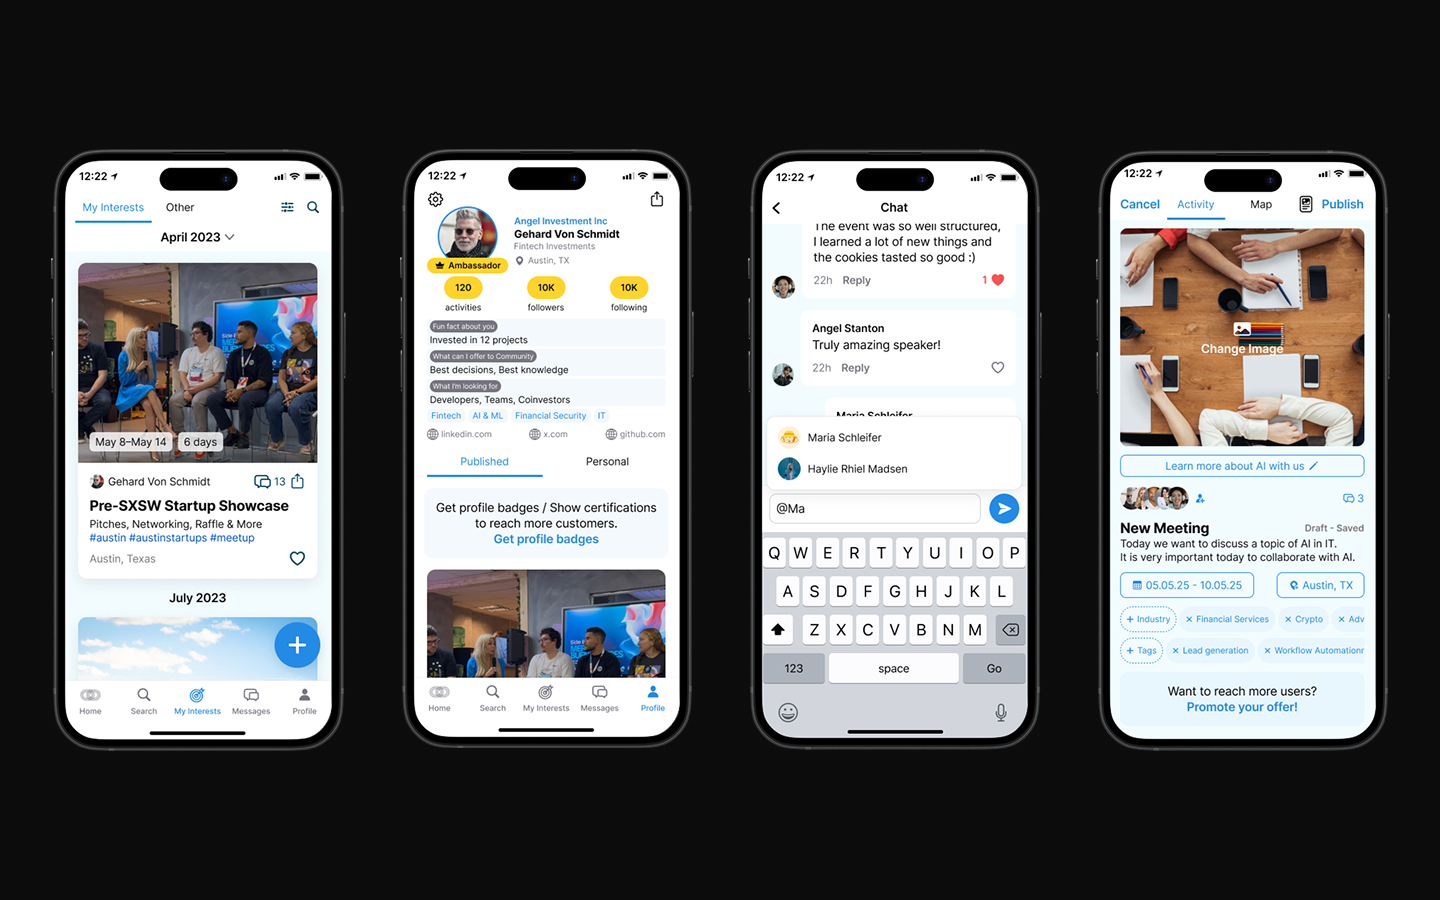 12:22
My Interests
Other
April 2023
May 8–May 14
6 days
Gehard Von Schmidt
13
Pre-SXSW Startup Showcase
Pitches, Networking, Raffle & More
#austin #austinstartups #meetup
Austin, Texas
July 2023
Home
Search
My Interests
Messages
Profile
12:22
Angel Investment Inc
Gehard Von Schmidt
Fintech Investments
Austin, TX
Ambassador
120
10K
10K
activities
followers
following
Fun fact about you
Invested in 12 projects
What can I offer to Community
Best decisions, Best knowledge
What I'm looking for
Developers, Teams, Coinvestors
Fintech
AI & ML
Financial Security
IT
linkedin.com
x.com
github.com
Published
Personal
Get profile badges / Show certifications
to reach more customers.
Get profile badges
Home
Search
My Interests
Messages
Profile
12:22
Chat
The event was so well structured,
I learned a lot of new things and
the cookies tasted so good :)
22h
Reply
1
Angel Stanton
Truly amazing speaker!
22h
Reply
Maria Schleifer
Maria Schleifer
Haylie Rhiel Madsen
@Ma
Q W E R T Y U I O P
A S D F G H J K L
Z X C V B N M
123
space
Go
12:22
Cancel
Activity
Map
Publish
Change Image
Learn more about AI with us
3
New Meeting
Draft - Saved
Today we want to discuss a topic of AI in IT.
It is very important today to collaborate with AI.
05.05.25 - 10.05.25
Austin, TX
+ Industry
× Financial Services
× Crypto
× Adv
+ Tags
× Lead generation
× Workflow Automationr
Want to reach more users?
Promote your offer!